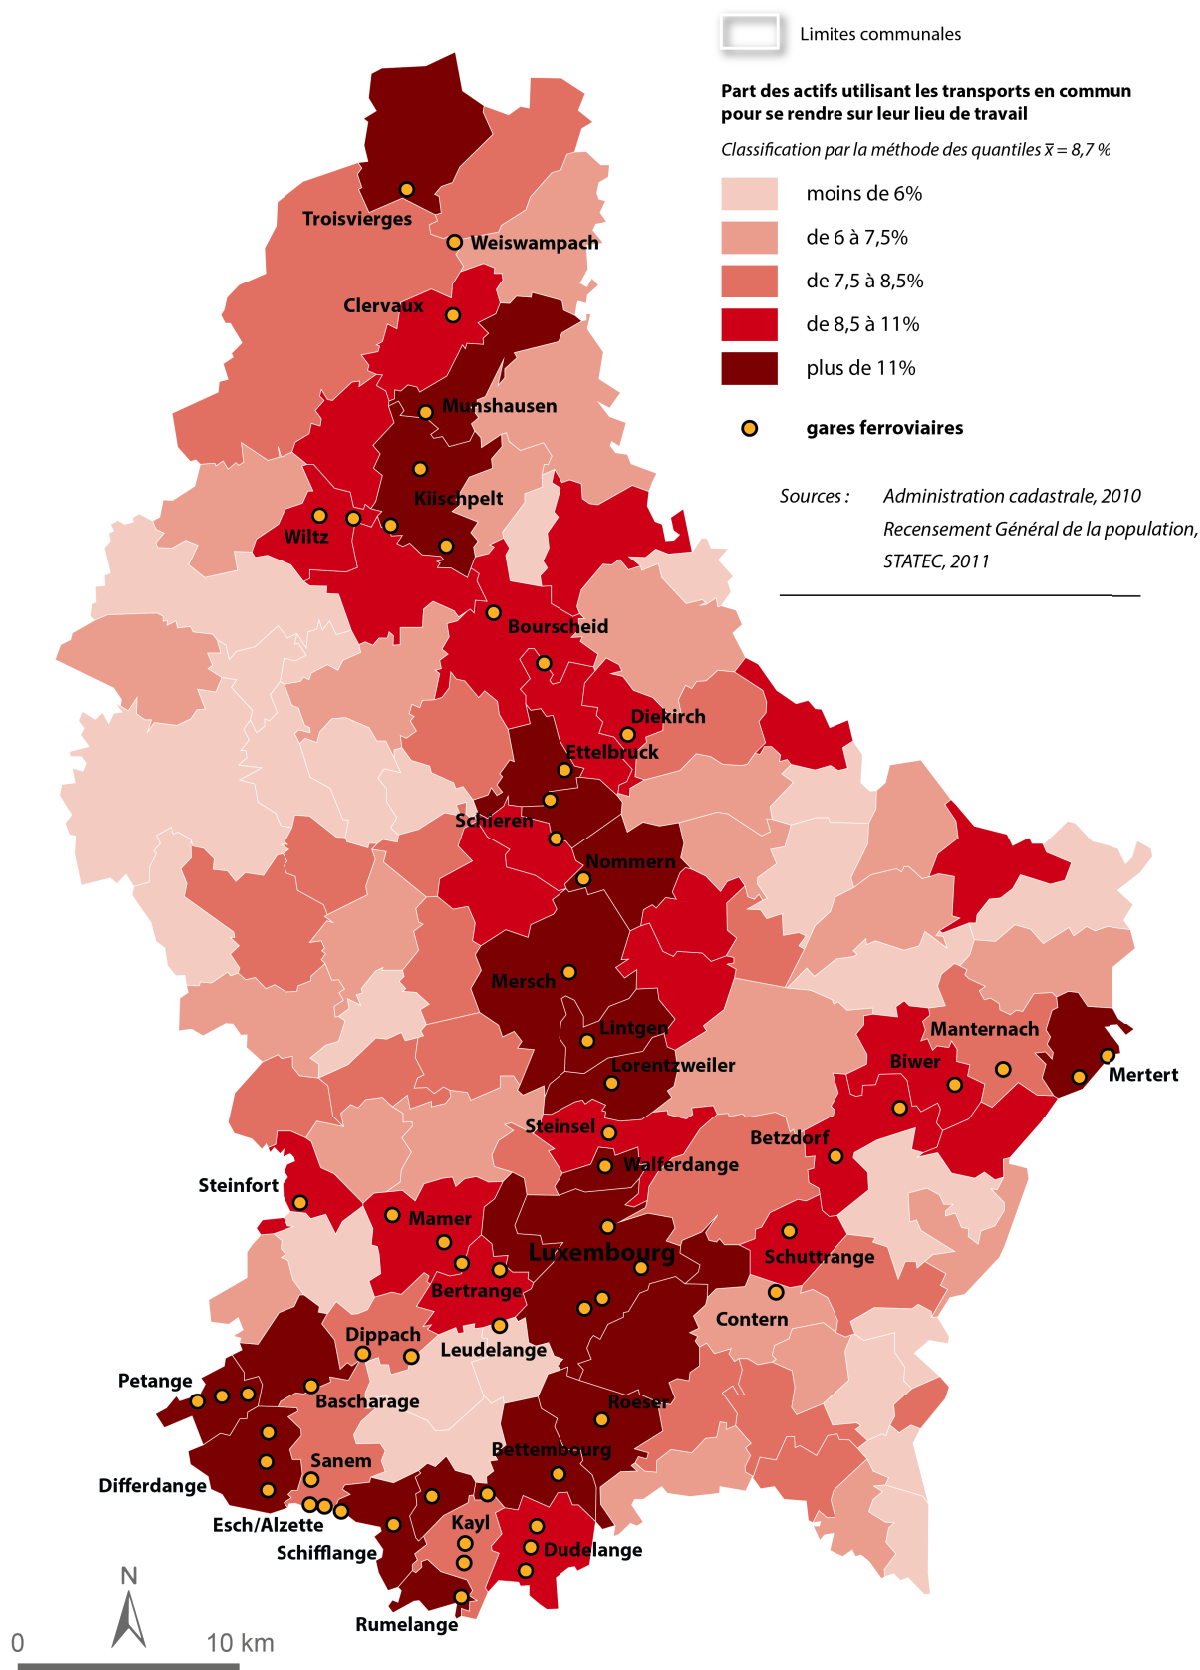 Limites communales
Part des actifs utilisant les transports en commun
pour se rendre sur leur lieu de travail
Classification par la méthode des quantiles x̅ = 8,7 %
moins de 6%
de 6 à 7,5%
de 7,5 à 8,5%
de 8,5 à 11%
plus de 11%
gares ferroviaires
Sources : Administration cadastrale, 2010
Recensement Général de la population,
STATEC, 2011
Troisvierges
Weiswampach
Clervaux
Munshausen
Kiischpelt
Wiltz
Bourscheid
Diekirch
Ettelbruck
Schieren
Nommern
Mersch
Lintgen
Manternach
Lorentzweiler
Biwer
Mertert
Steinsel
Betzdorf
Walferdange
Steinfort
Mamer
Luxembourg
Schuttrange
Bertrange
Contern
Dippach
Leudelange
Petange
Bascharage
Roeser
Bettembourg
Sanem
Differdange
Esch/Alzette
Kayl
Schifflange
Dudelange
Rumelange
N
0 10 km